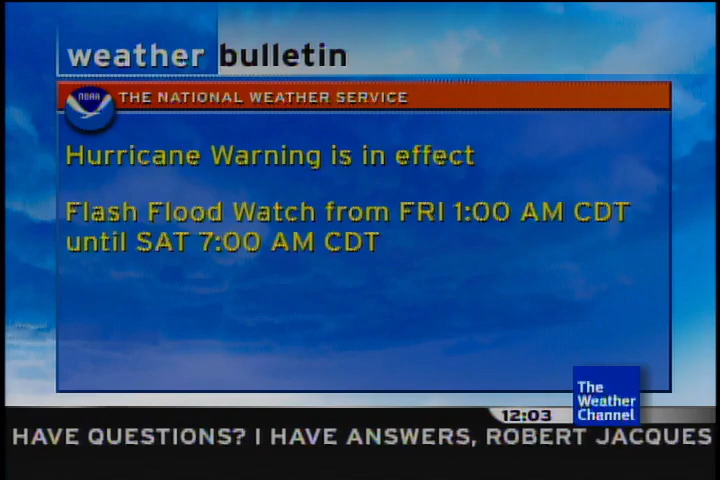 weather bulletin
NOAA
THE NATIONAL WEATHER SERVICE
Hurricane Warning is in effect
Flash Flood Watch from FRI 1:00 AM CDT
until SAT 7:00 AM CDT
The
Weather
Channel
12:03
HAVE QUESTIONS? I HAVE ANSWERS, ROBERT JACQUES